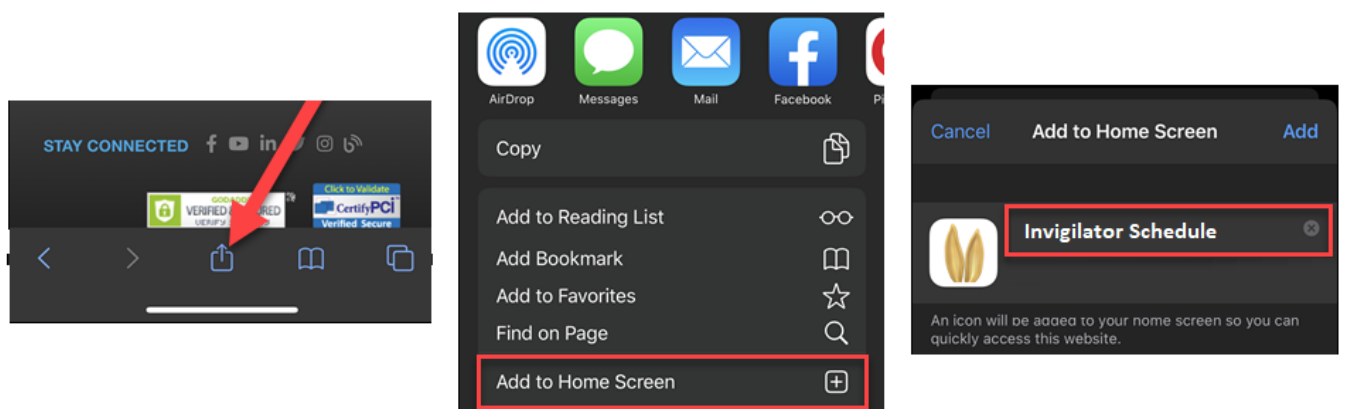 STAY CONNECTED
VERIFIED & SECURED
Click to Validate
CertifyPCI
Verified Secure
AirDrop
Messages
Mail
Facebook
Pi
Copy
Add to Reading List
Add Bookmark
Add to Favorites
Find on Page
Add to Home Screen
Cancel
Add to Home Screen
Add
Invigilator Schedule
An icon will be added to your home screen so you can
quickly access this website.